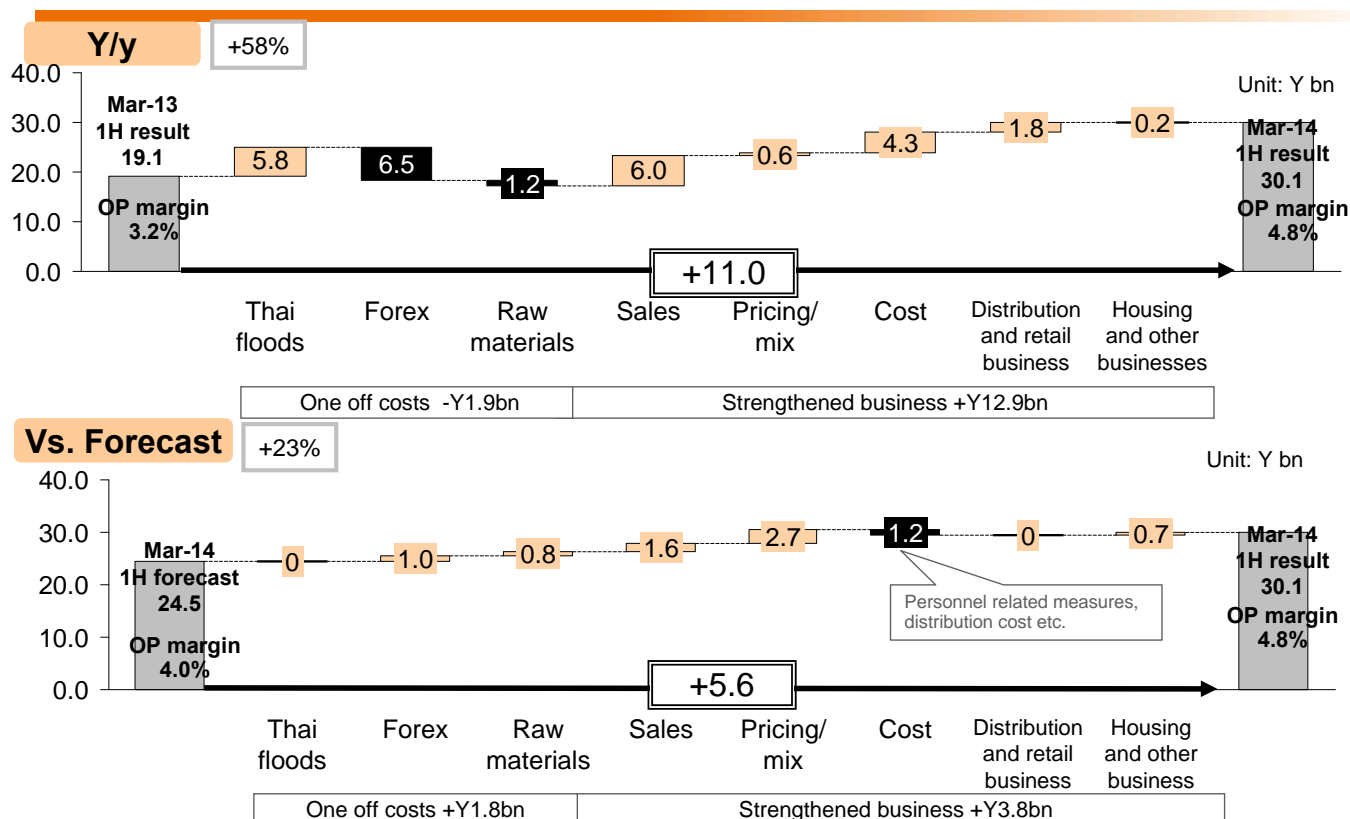 Y/y
+58%
Unit: Y bn
40.0
30.0
20.0
10.0
0.0
Mar-13
1H result
19.1
OP margin
3.2%
5.8
6.5
1.2
6.0
0.6
4.3
1.8
0.2
Mar-14
1H result
30.1
OP margin
4.8%
+11.0
Thai
floods
Forex
Raw
materials
Sales
Pricing/
mix
Cost
Distribution
and retail
business
Housing
and other
businesses
One off costs -Y1.9bn
Strengthened business +Y12.9bn
Vs. Forecast
+23%
Unit: Y bn
40.0
30.0
20.0
10.0
0.0
Mar-14
1H forecast
24.5
OP margin
4.0%
0
1.0
0.8
1.6
2.7
1.2
0
0.7
Personnel related measures,
distribution cost etc.
Mar-14
1H result
30.1
OP margin
4.8%
+5.6
Thai
floods
Forex
Raw
materials
Sales
Pricing/
mix
Cost
Distribution
and retail
business
Housing
and other
business
One off costs +Y1.8bn
Strengthened business +Y3.8bn